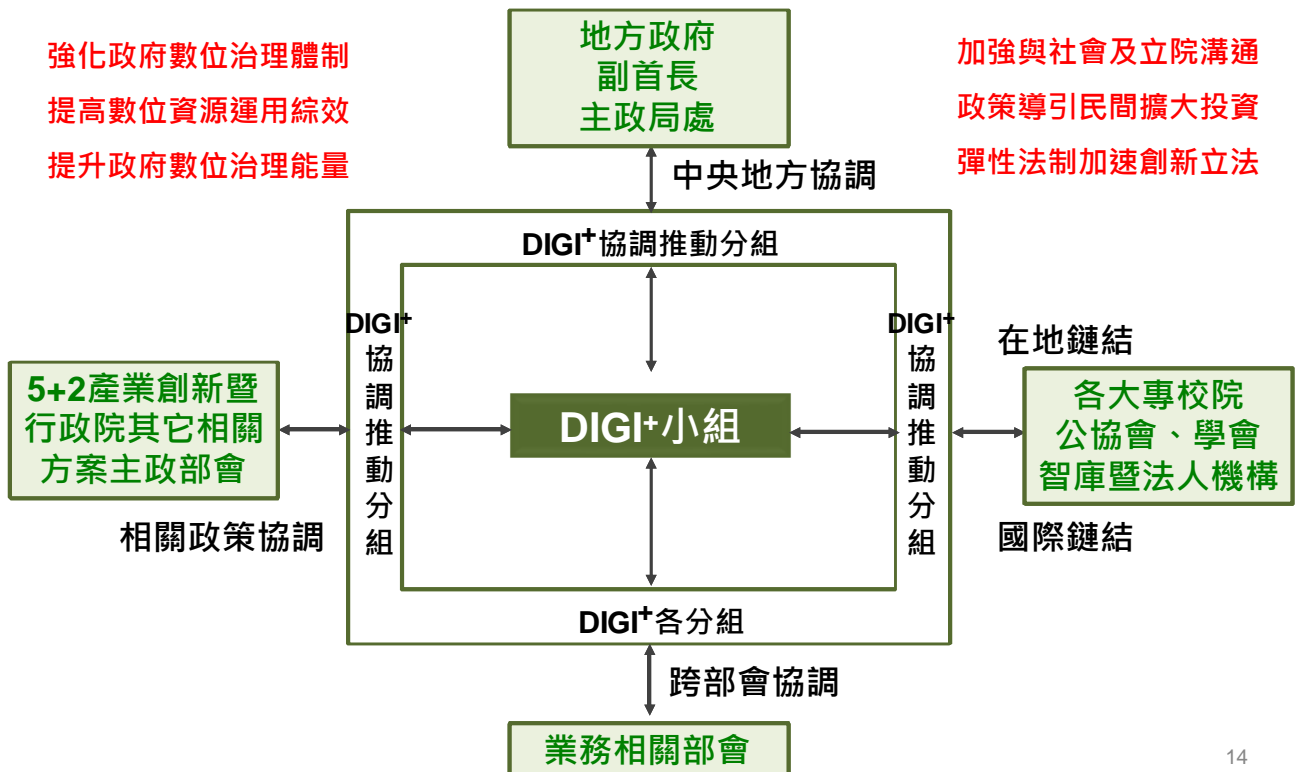 強化政府數位治理體制
提高數位資源運用綜效
提升政府數位治理能量
地方政府
副首長
主政局處
加強與社會及立院溝通
政策導引民間擴大投資
彈性法制加速創新立法
中央地方協調
DIGI⁺協調推動分組
DIGI⁺
協
調
推
動
分
組
DIGI⁺
協
調
推
動
分
組
5+2產業創新暨
行政院其它相關
方案主政部會
相關政策協調
DIGI⁺小組
在地鏈結
各大專校院
公協會、學會
智庫暨法人機構
國際鏈結
DIGI⁺各分組
跨部會協調
業務相關部會
14